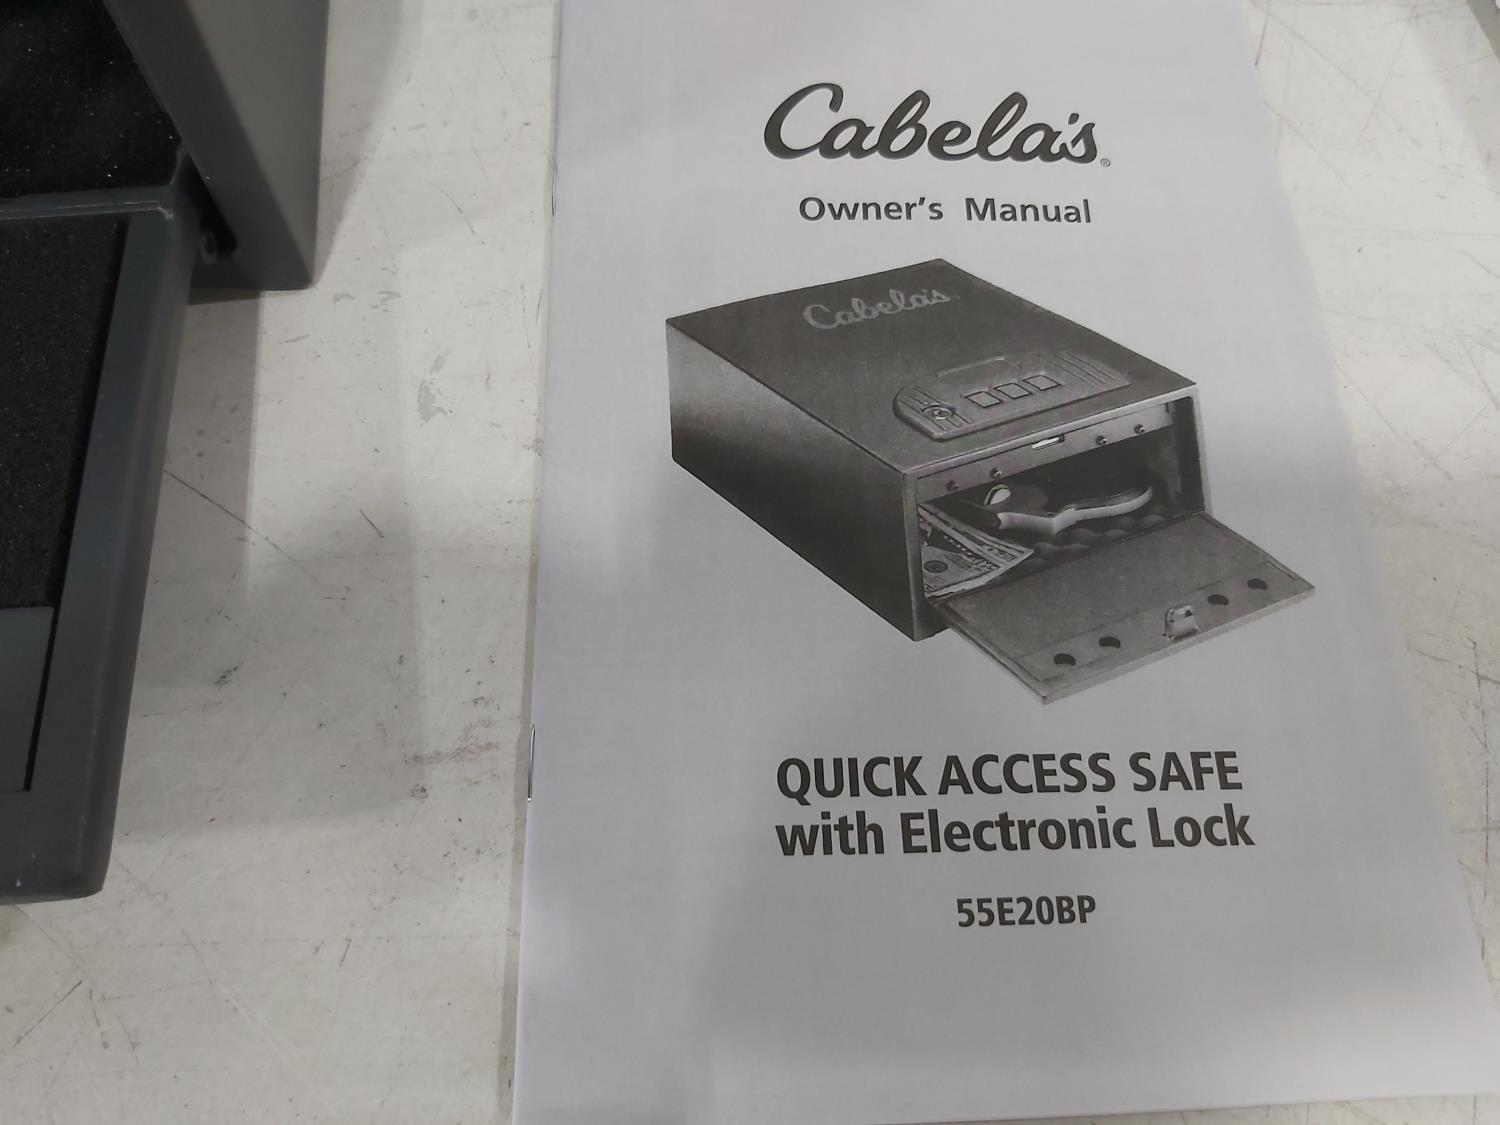 Cabela's®
Owner's Manual
Cabela's
QUICK ACCESS SAFE
with Electronic Lock
55E20BP